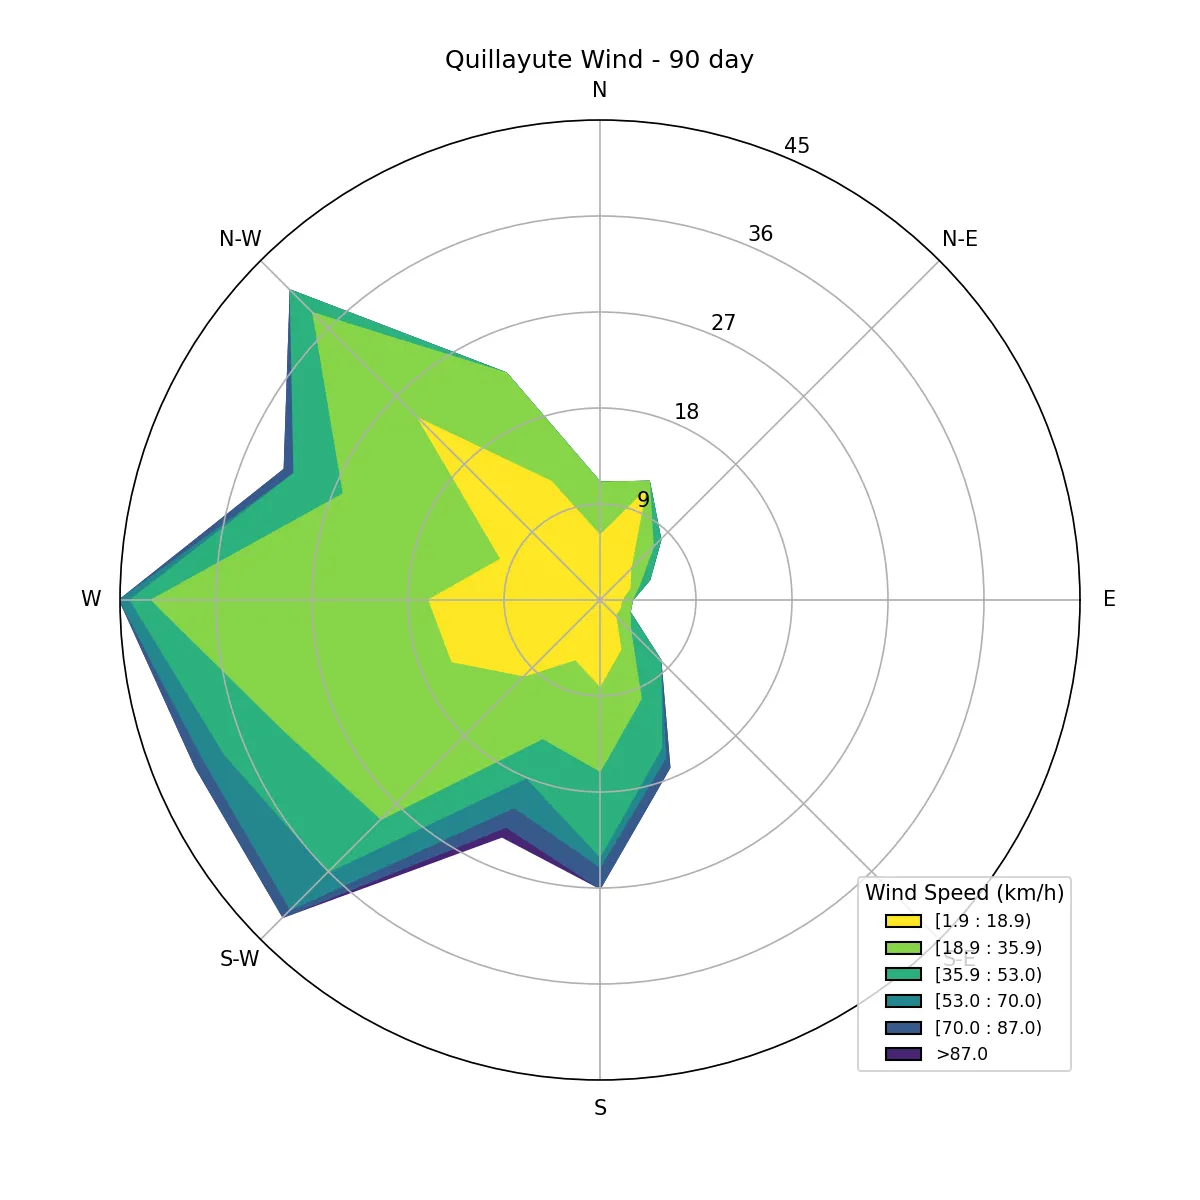 Quillayute Wind - 90 day
N
45
N-W
36
N-E
27
18
9
W
E
S-W
S-E
S
Wind Speed (km/h)
[1.9 : 18.9)
[18.9 : 35.9)
[35.9 : 53.0)
[53.0 : 70.0)
[70.0 : 87.0)
>87.0